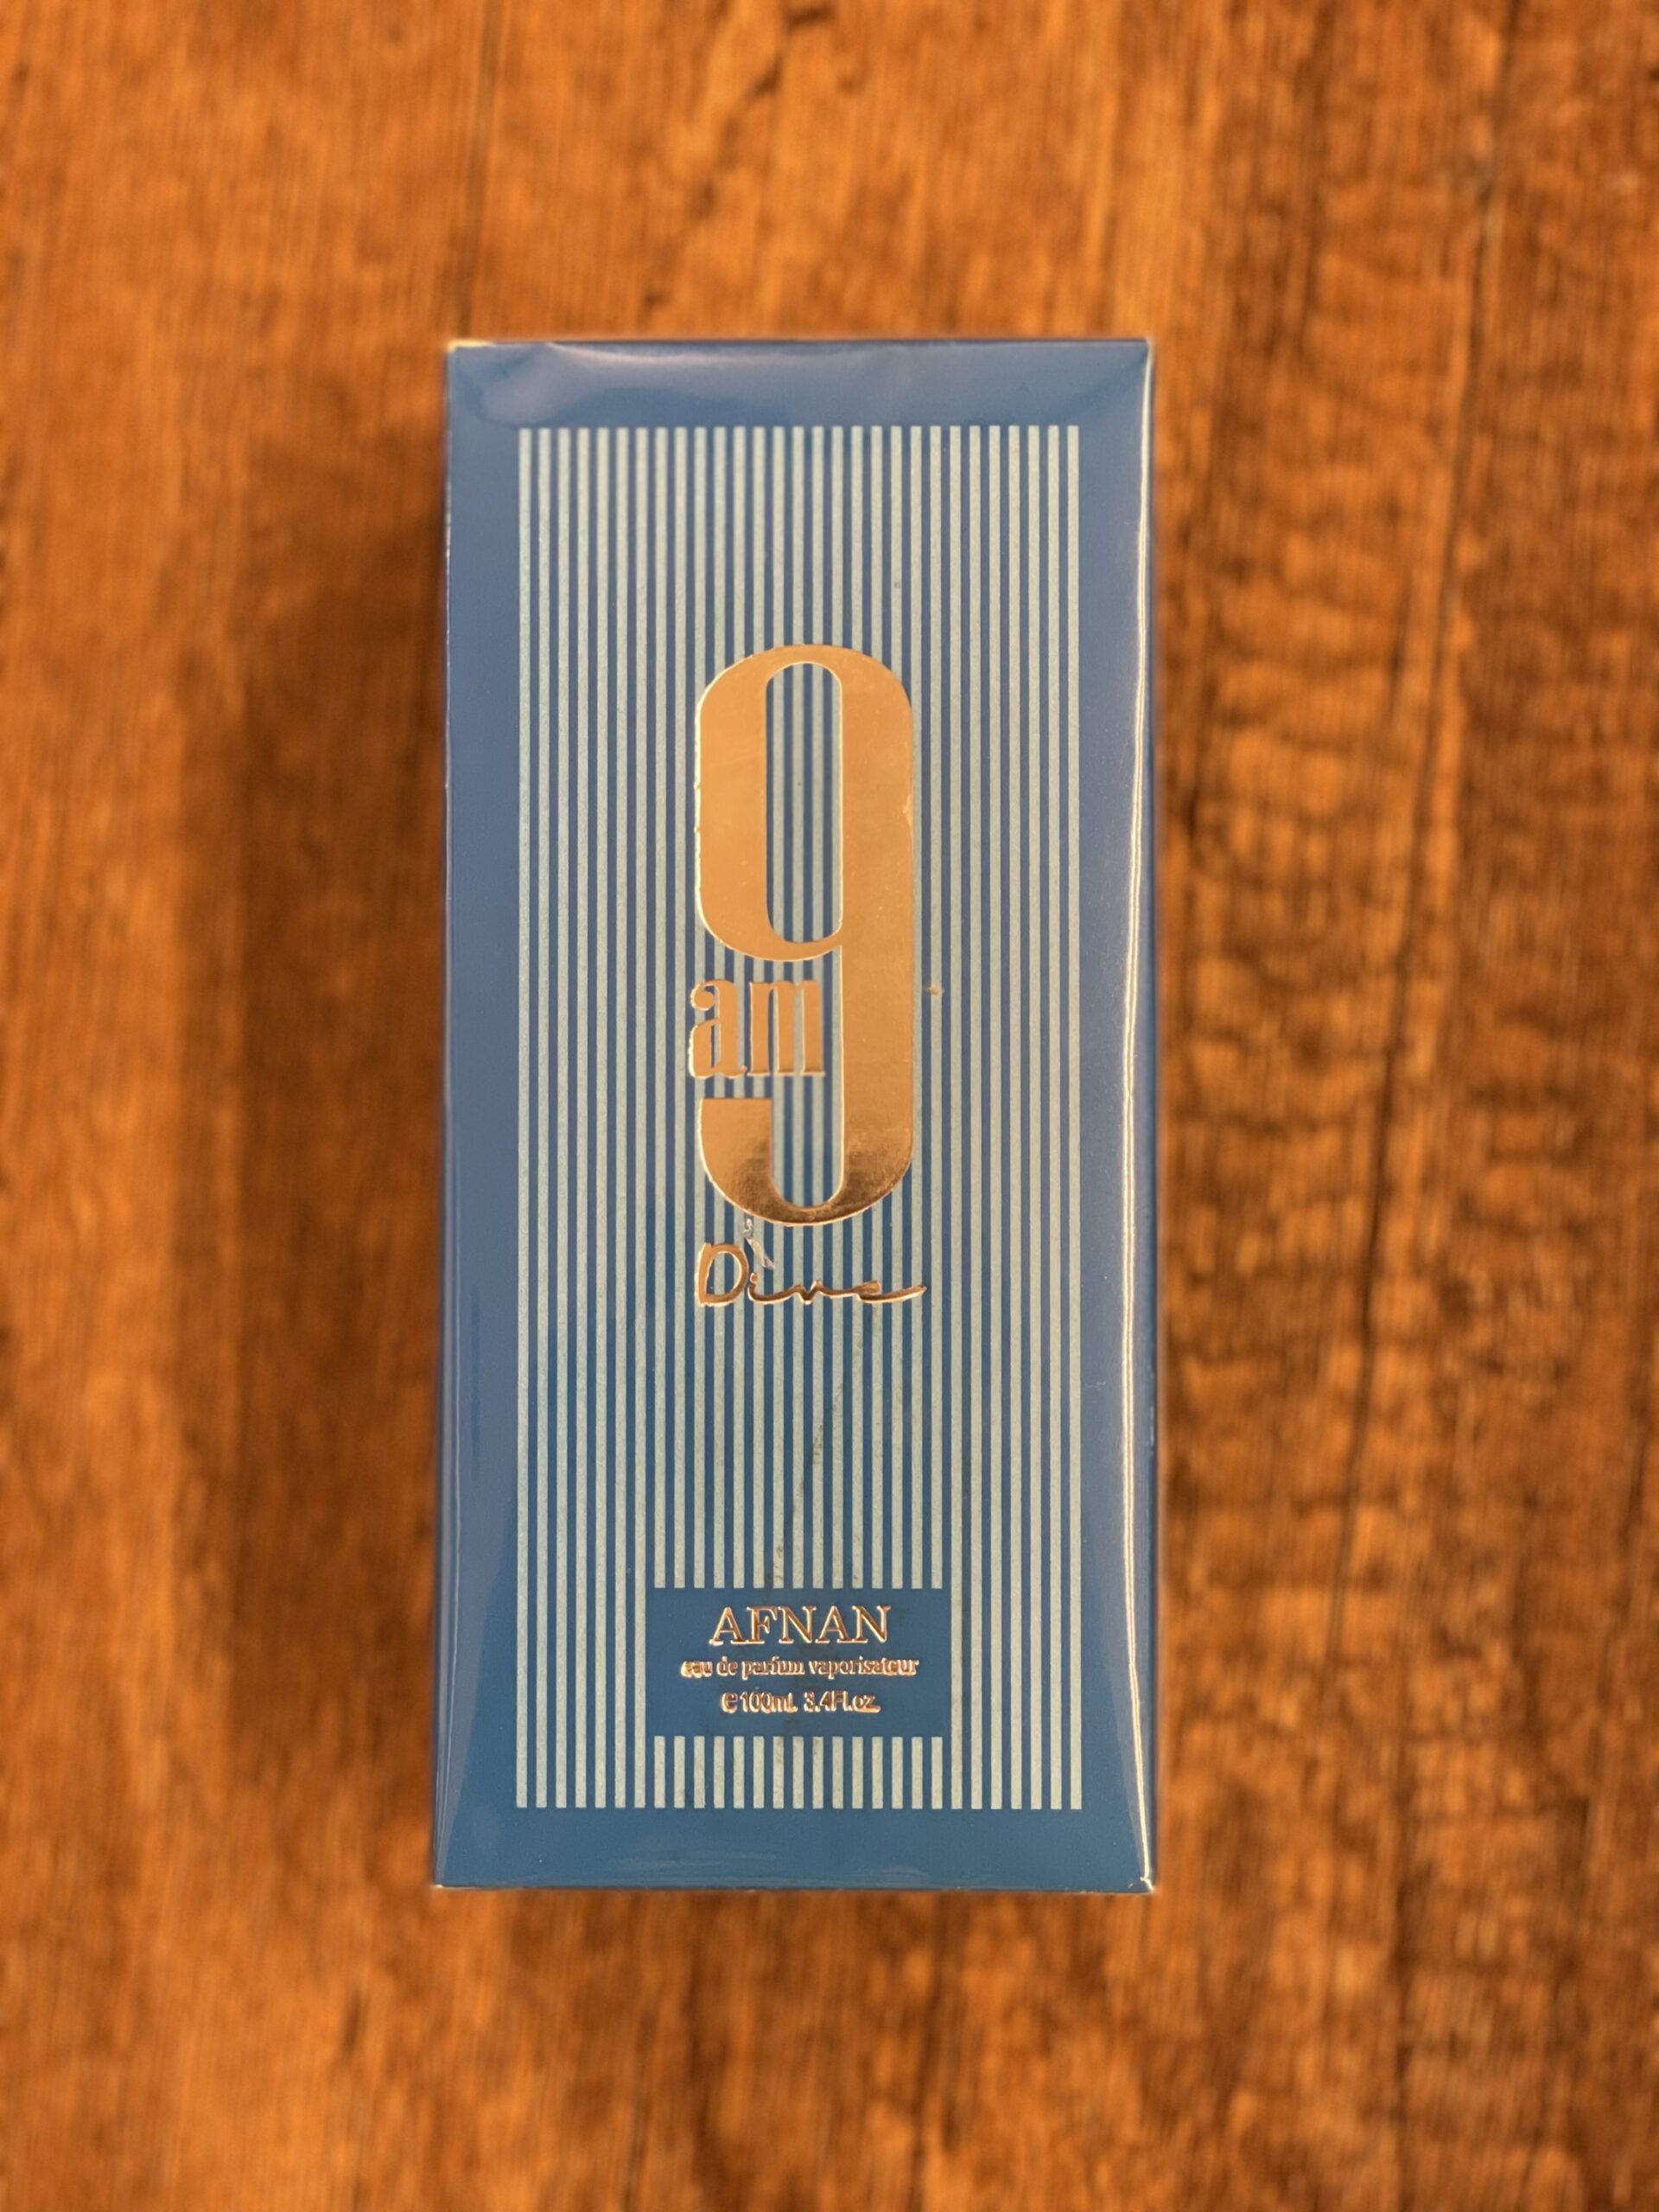 9
am
Dive
AFNAN
eau de parfum vaporisateur
e 100mL 3.4Fl.oz.